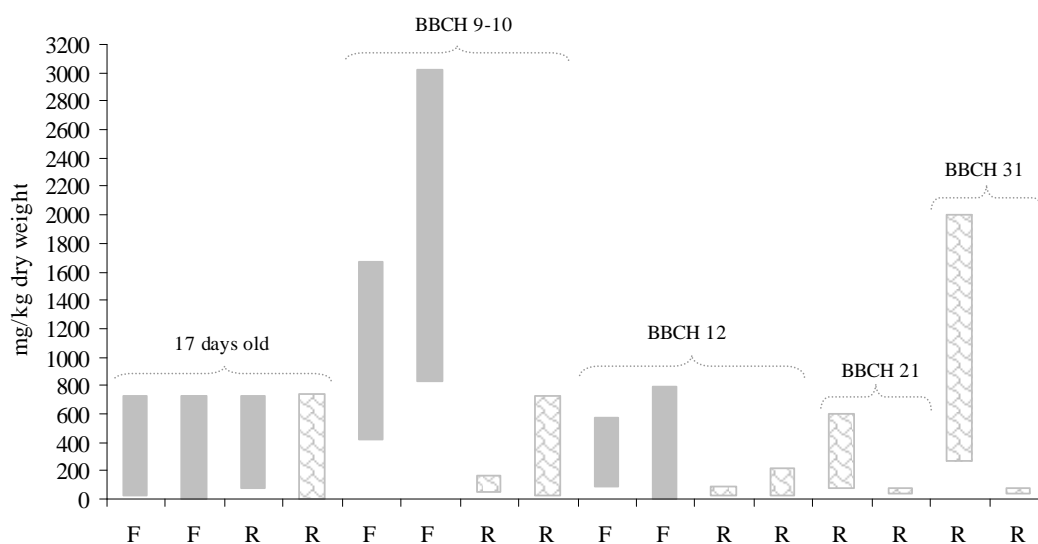 BBCH 9-10
3200
3000
2800
2600
2400
2200
2000
1800
1600
1400
1200
1000
800
600
400
200
0
mg/kg dry weight
BBCH 31
17 days old
BBCH 12
BBCH 21
F F R R F F R R F F R R R R R R